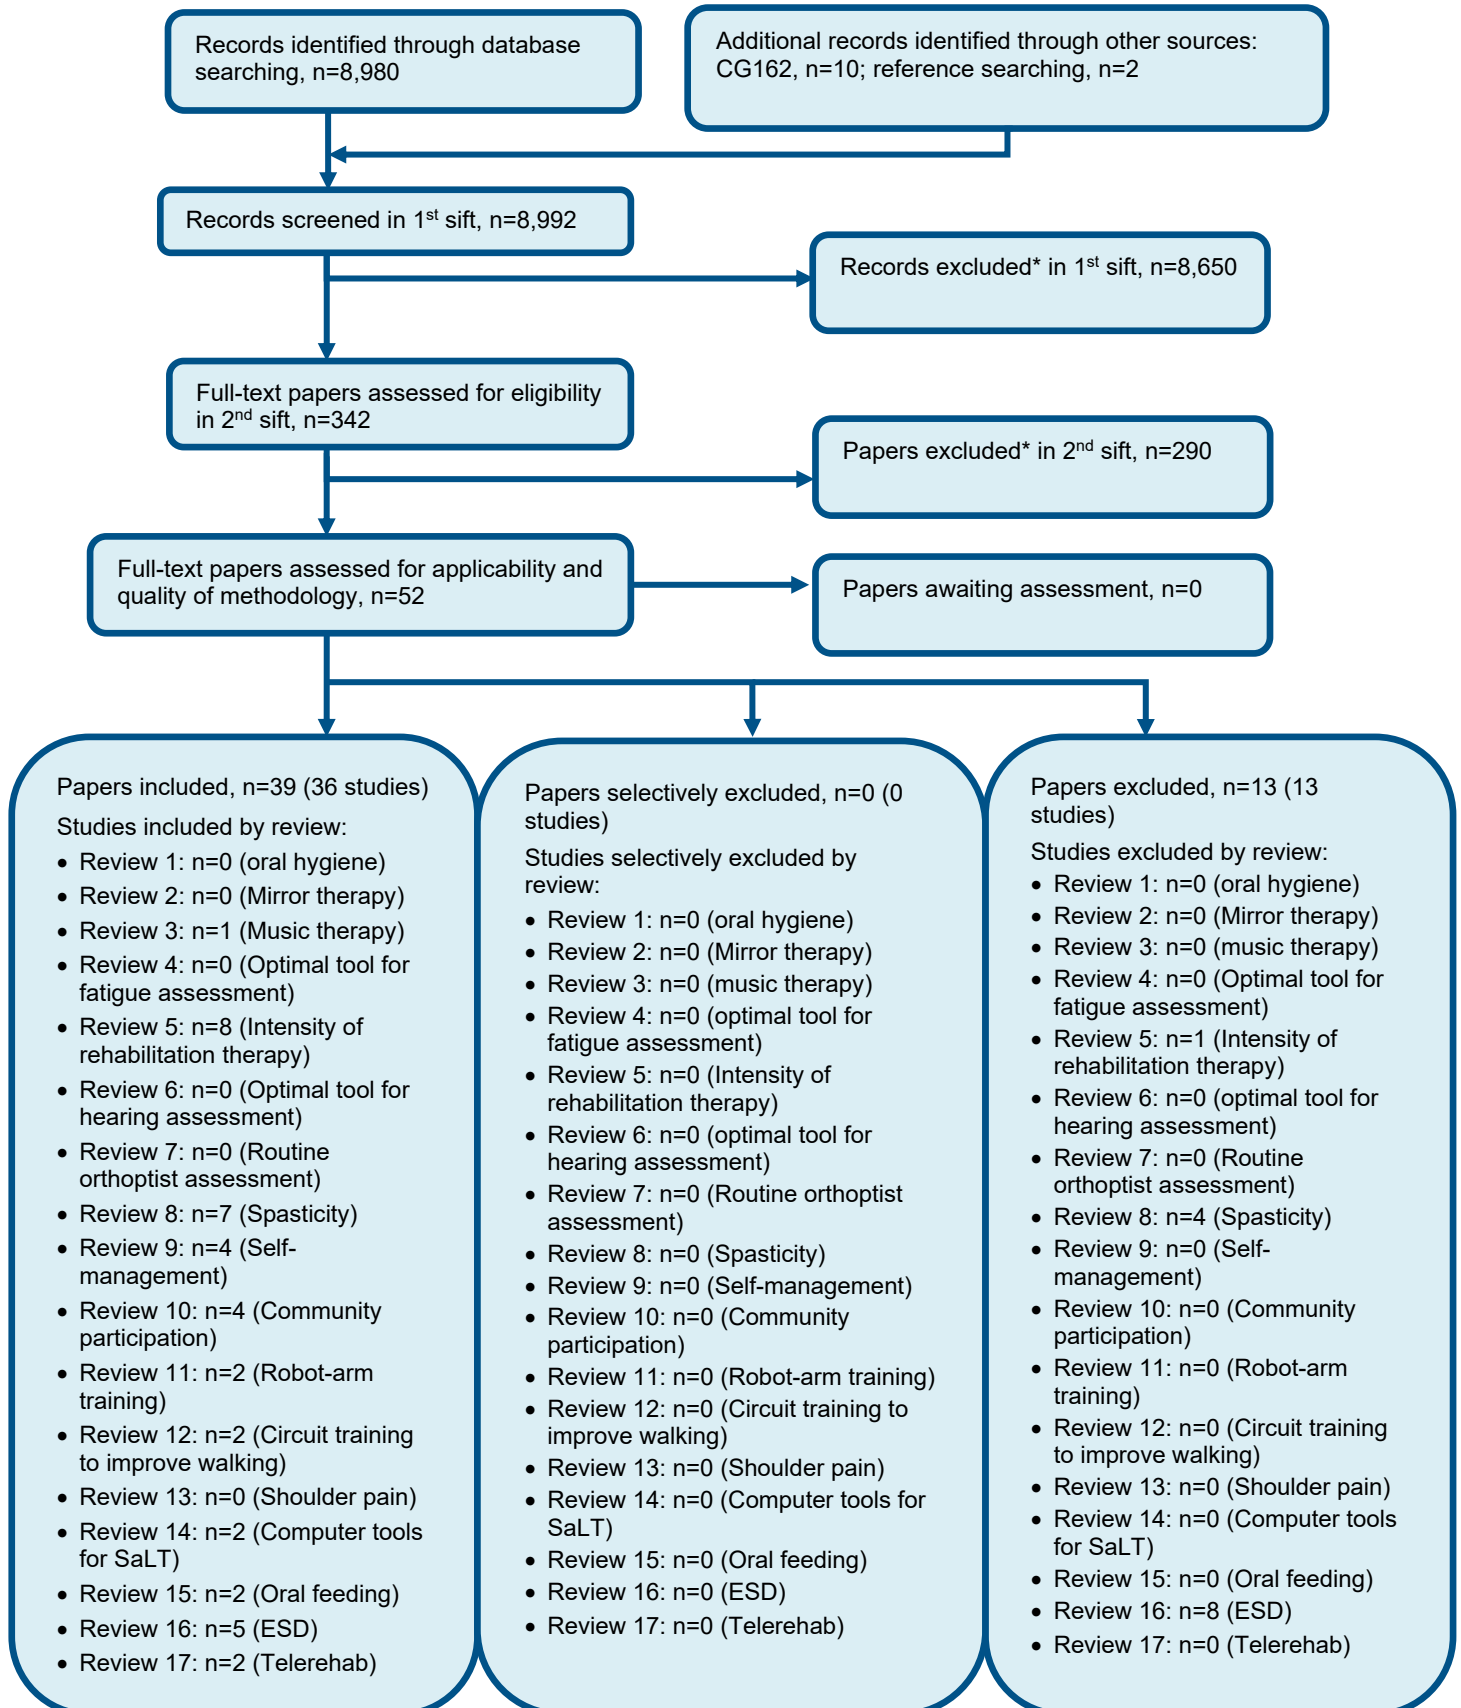 Records identified through database
searching, n=8,980
Additional records identified through other sources:
CG162, n=10; reference searching, n=2
Records screened in 1st sift, n=8,992
Records excluded* in 1st sift, n=8,650
Full-text papers assessed for eligibility
in 2nd sift, n=342
Papers excluded* in 2nd sift, n=290
Full-text papers assessed for applicability and
quality of methodology, n=52
Papers awaiting assessment, n=0
Papers included, n=39 (36 studies)
Studies included by review:
• Review 1: n=0 (oral hygiene)
• Review 2: n=0 (Mirror therapy)
• Review 3: n=1 (Music therapy)
• Review 4: n=0 (Optimal tool for
fatigue assessment)
• Review 5: n=8 (Intensity of
rehabilitation therapy)
• Review 6: n=0 (Optimal tool for
hearing assessment)
• Review 7: n=0 (Routine
orthoptist assessment)
• Review 8: n=7 (Spasticity)
• Review 9: n=4 (Self-
management)
• Review 10: n=4 (Community
participation)
• Review 11: n=2 (Robot-arm
training)
• Review 12: n=2 (Circuit training
to improve walking)
• Review 13: n=0 (Shoulder pain)
• Review 14: n=2 (Computer tools
for SaLT)
• Review 15: n=2 (Oral feeding)
• Review 16: n=5 (ESD)
• Review 17: n=2 (Telerehab)
Papers selectively excluded, n=0 (0
studies)
Studies selectively excluded by
review:
• Review 1: n=0 (oral hygiene)
• Review 2: n=0 (Mirror therapy)
• Review 3: n=0 (music therapy)
• Review 4: n=0 (optimal tool for
fatigue assessment)
• Review 5: n=0 (Intensity of
rehabilitation therapy)
• Review 6: n=0 (optimal tool for
hearing assessment)
• Review 7: n=0 (Routine orthoptist
assessment)
• Review 8: n=0 (Spasticity)
• Review 9: n=0 (Self-management)
• Review 10: n=0 (Community
participation)
• Review 11: n=0 (Robot-arm training)
• Review 12: n=0 (Circuit training to
improve walking)
• Review 13: n=0 (Shoulder pain)
• Review 14: n=0 (Computer tools for
SaLT)
• Review 15: n=0 (Oral feeding)
• Review 16: n=0 (ESD)
• Review 17: n=0 (Telerehab)
Papers excluded, n=13 (13
studies)
Studies excluded by review:
• Review 1: n=0 (oral hygiene)
• Review 2: n=0 (Mirror therapy)
• Review 3: n=0 (music therapy)
• Review 4: n=0 (Optimal tool for
fatigue assessment)
• Review 5: n=1 (Intensity of
rehabilitation therapy)
• Review 6: n=0 (optimal tool for
hearing assessment)
• Review 7: n=0 (Routine
orthoptist assessment)
• Review 8: n=4 (Spasticity)
• Review 9: n=0 (Self-
management)
• Review 10: n=0 (Community
participation)
• Review 11: n=0 (Robot-arm
training)
• Review 12: n=0 (Circuit training
to improve walking)
• Review 13: n=0 (Shoulder pain)
• Review 14: n=0 (Computer tools
for SaLT)
• Review 15: n=0 (Oral feeding)
• Review 16: n=8 (ESD)
• Review 17: n=0 (Telerehab)